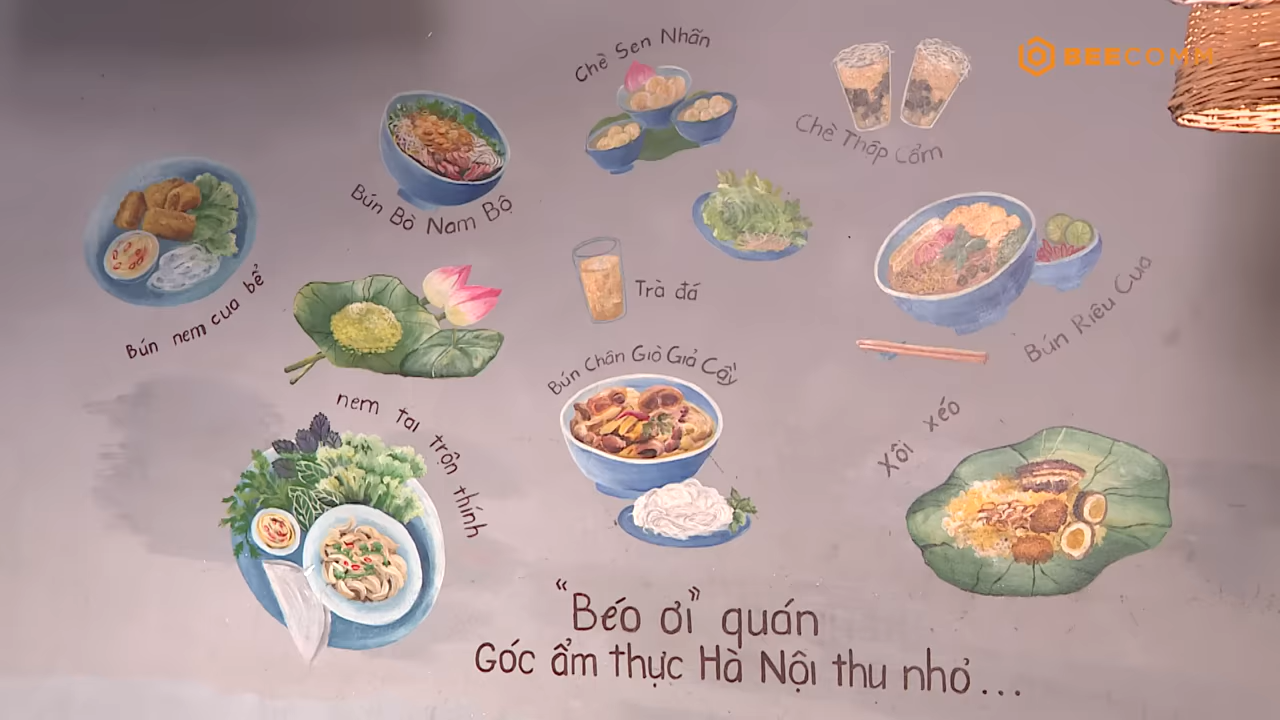 BEECOMM
Chè Sen Nhãn
Chè Thập Cẩm
Bún Bò Nam Bộ
Bún nem cua bể
Trà đá
Bún Riêu Cua
Bún Chân Giò Giả Cầy
nem tai trộn thính
Xôi xéo
"Béo ơi" quán
Góc ẩm thực Hà Nội thu nhỏ...